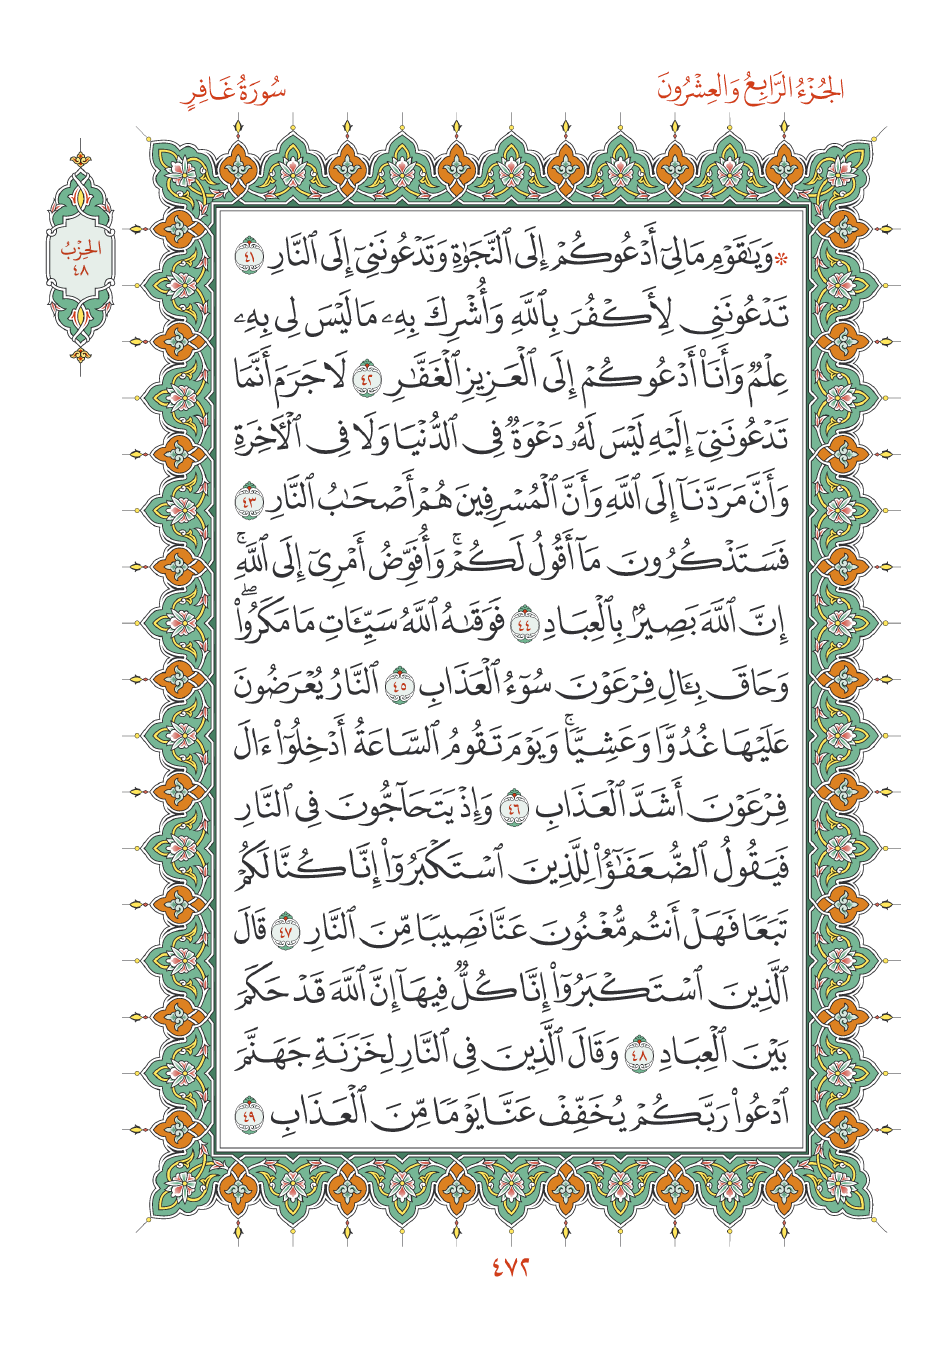 الجُزْءُ الرَّابِعُ وَالعِشْرُونَ
سُورَةُ غَافِرٍ
الحِزْبُ
٤٨
۞ وَيَٰقَوْمِ مَا لِيٓ أَدْعُوكُمْ إِلَى ٱلنَّجَوٰةِ وَتَدْعُونَنِيٓ إِلَى ٱلنَّارِ ٤١
تَدْعُونَنِي لِأَكْفُرَ بِٱللَّهِ وَأُشْرِكَ بِهِۦ مَا لَيْسَ لِي بِهِۦ
عِلْمٌ وَأَنَا۠ أَدْعُوكُمْ إِلَى ٱلْعَزِيزِ ٱلْغَفَّٰرِ ٤٢ لَا جَرَمَ أَنَّمَا
تَدْعُونَنِيٓ إِلَيْهِ لَيْسَ لَهُۥ دَعْوَةٌ فِي ٱلدُّنْيَا وَلَا فِي ٱلْأٓخِرَةِ
وَأَنَّ مَرَدَّنَآ إِلَى ٱللَّهِ وَأَنَّ ٱلْمُسْرِفِينَ هُمْ أَصْحَٰبُ ٱلنَّارِ ٤٣
فَسَتَذْكُرُونَ مَآ أَقُولُ لَكُمْۚ وَأُفَوِّضُ أَمْرِيٓ إِلَى ٱللَّهِۚ
إِنَّ ٱللَّهَ بَصِيرٌۢ بِٱلْعِبَادِ ٤٤ فَوَقَىٰهُ ٱللَّهُ سَيِّـَٔاتِ مَا مَكَرُوا۟ۖ
وَحَاقَ بِـَٔالِ فِرْعَوْنَ سُوٓءُ ٱلْعَذَابِ ٤٥ ٱلنَّارُ يُعْرَضُونَ
عَلَيْهَا غُدُوًّا وَعَشِيًّاۚ وَيَوْمَ تَقُومُ ٱلسَّاعَةُ أَدْخِلُوٓا۟ ءَالَ
فِرْعَوْنَ أَشَدَّ ٱلْعَذَابِ ٤٦ وَإِذْ يَتَحَآجُّونَ فِي ٱلنَّارِ
فَيَقُولُ ٱلضُّعَفَٰٓؤُا۟ لِلَّذِينَ ٱسْتَكْبَرُوٓا۟ إِنَّا كُنَّا لَكُمْ
تَبَعًا فَهَلْ أَنتُم مُّغْنُونَ عَنَّا نَصِيبًا مِّنَ ٱلنَّارِ ٤٧ قَالَ
ٱلَّذِينَ ٱسْتَكْبَرُوٓا۟ إِنَّا كُلٌّ فِيهَآ إِنَّ ٱللَّهَ قَدْ حَكَمَ
بَيْنَ ٱلْعِبَادِ ٤٨ وَقَالَ ٱلَّذِينَ فِي ٱلنَّارِ لِخَزَنَةِ جَهَنَّمَ
ٱدْعُوا۟ رَبَّكُمْ يُخَفِّفْ عَنَّا يَوْمًا مِّنَ ٱلْعَذَابِ ٤٩
٤٧٢